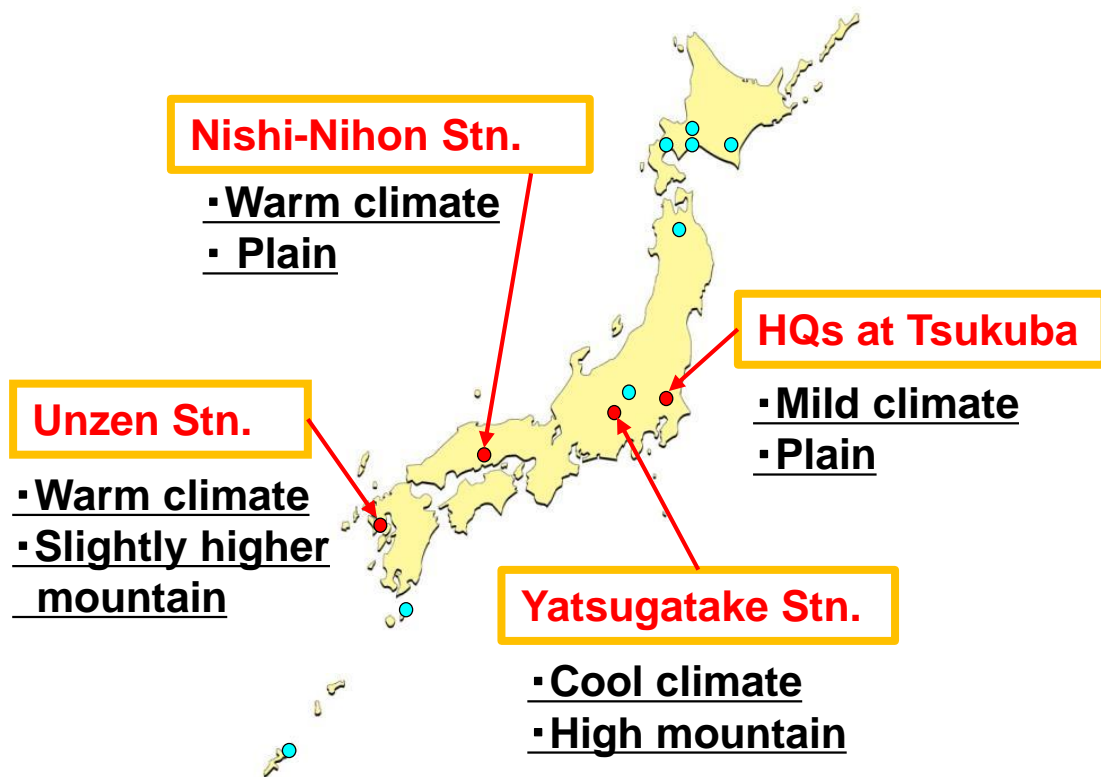 Nishi-Nihon Stn.
・Warm climate
・ Plain
HQs at Tsukuba
・Mild climate
・Plain
Unzen Stn.
・Warm climate
・Slightly higher
mountain
Yatsugatake Stn.
・Cool climate
・High mountain